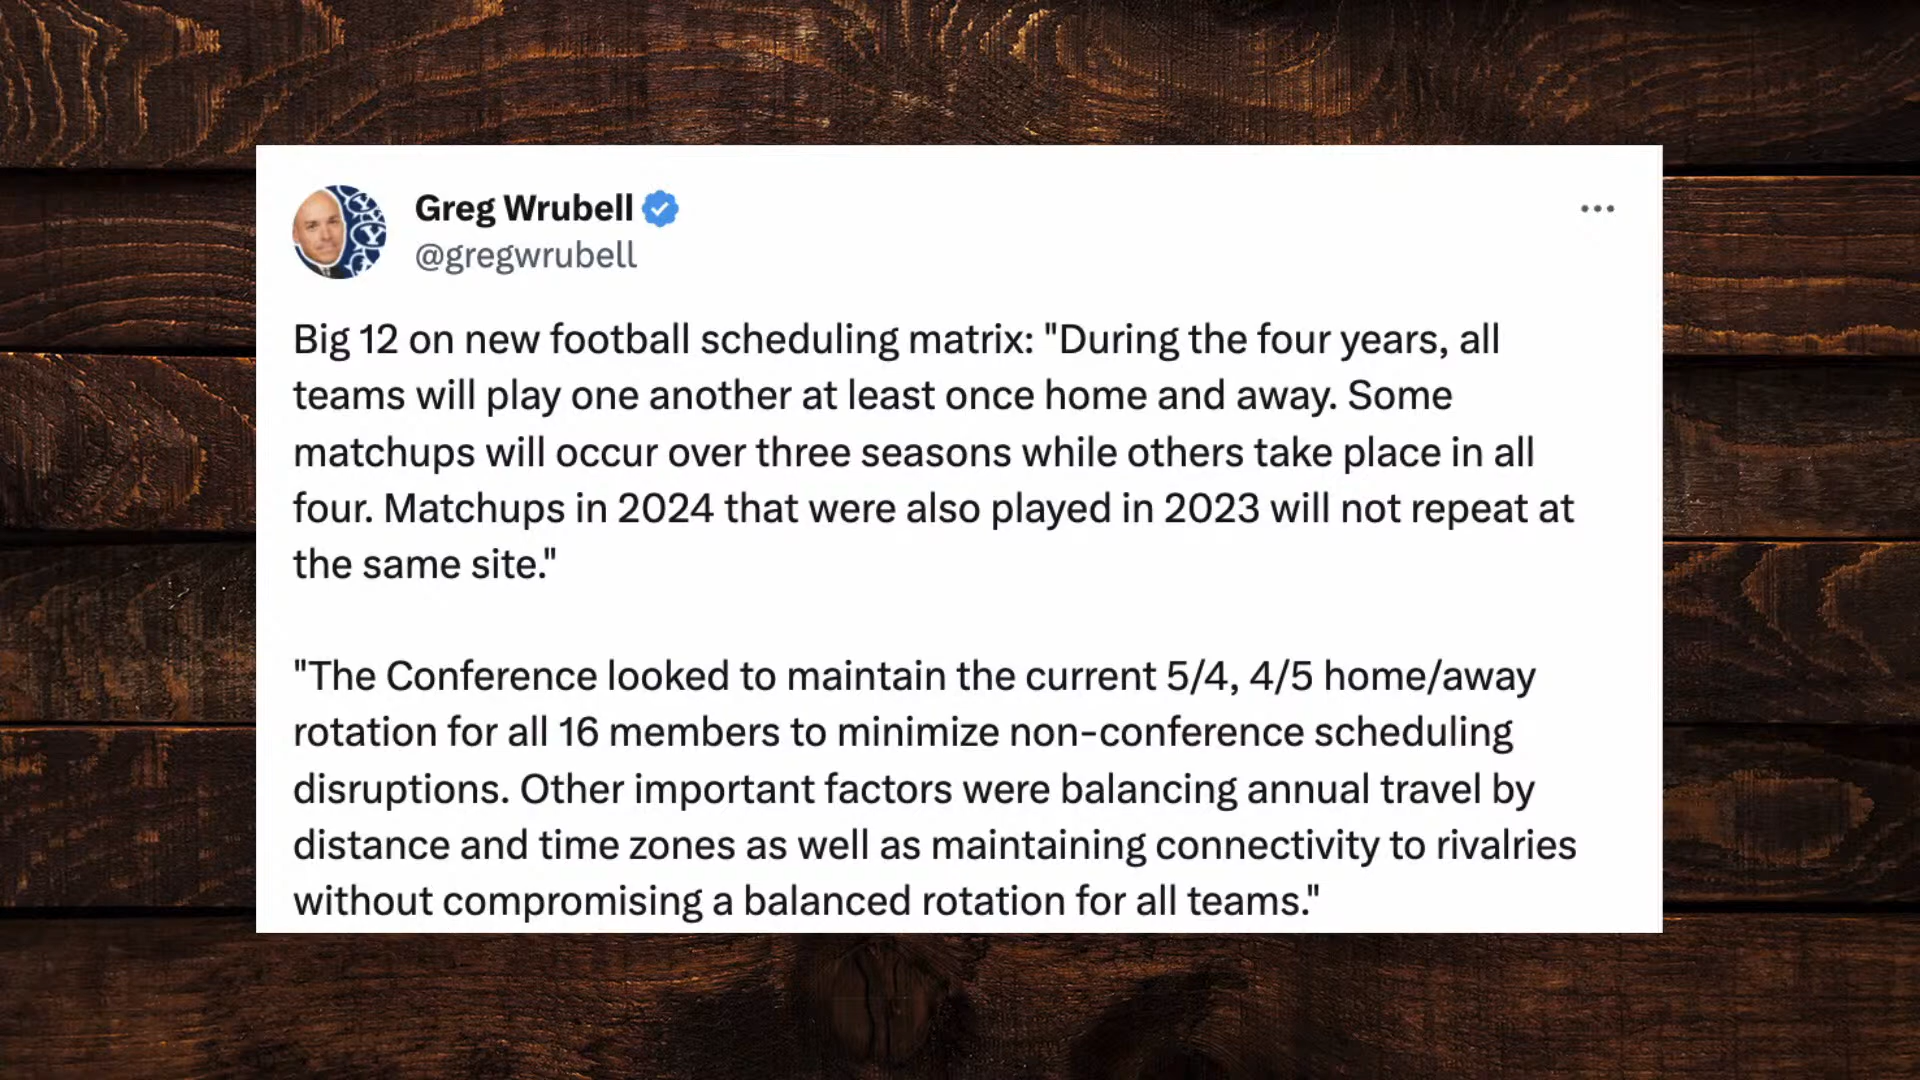 Greg Wrubell
@gregwrubell
Big 12 on new football scheduling matrix: "During the four years, all
teams will play one another at least once home and away. Some
matchups will occur over three seasons while others take place in all
four. Matchups in 2024 that were also played in 2023 will not repeat at
the same site."
"The Conference looked to maintain the current 5/4, 4/5 home/away
rotation for all 16 members to minimize non-conference scheduling
disruptions. Other important factors were balancing annual travel by
distance and time zones as well as maintaining connectivity to rivalries
without compromising a balanced rotation for all teams."